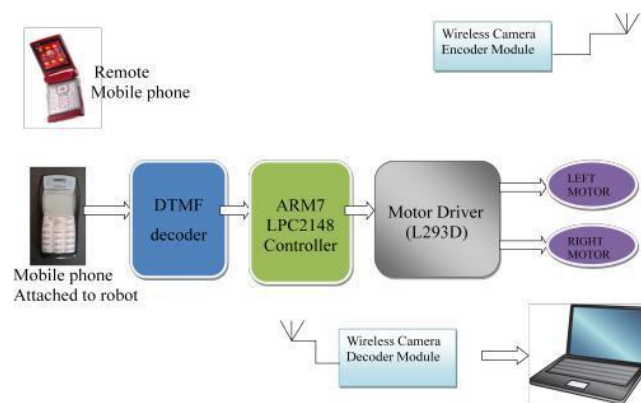 Wireless Camera
Encoder Module
Remote
Mobile phone
DTMF
decoder
ARM7
LPC2148
Controller
Motor Driver
(L293D)
LEFT
MOTOR
RIGHT
MOTOR
Mobile phone
Attached to robot
Wireless Camera
Decoder Module